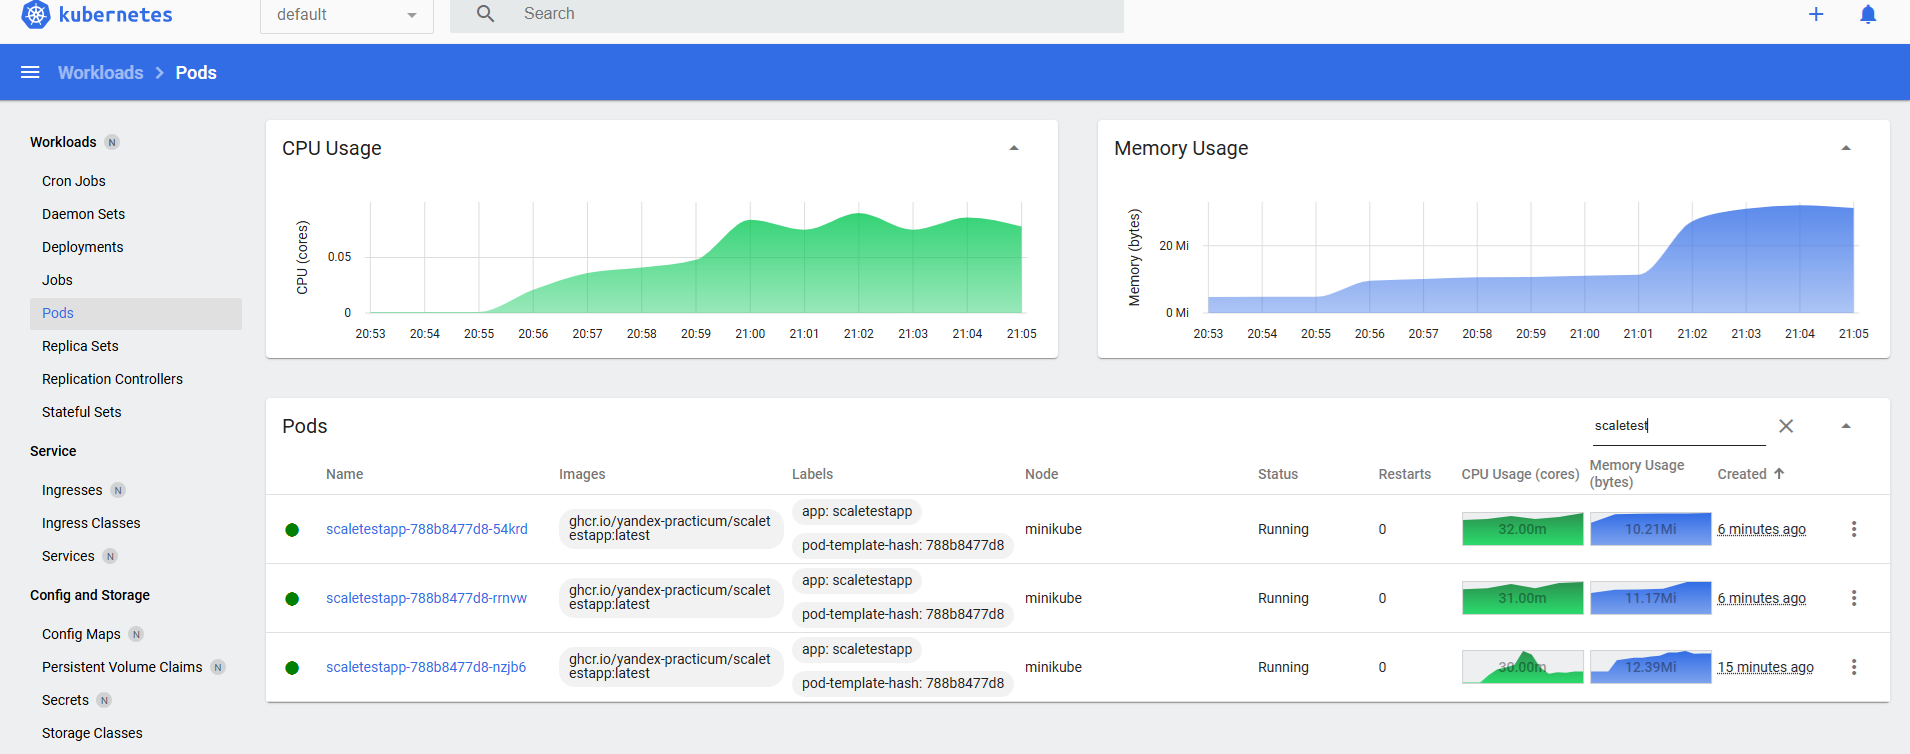 kubernetes
default
Search
Workloads > Pods
Workloads N
Cron Jobs
Daemon Sets
Deployments
Jobs
Pods
Replica Sets
Replication Controllers
Stateful Sets
Service
Ingresses N
Ingress Classes
Services N
Config and Storage
Config Maps N
Persistent Volume Claims N
Secrets N
Storage Classes
CPU Usage
CPU (cores)
0.05
0
20:53 20:54 20:55 20:56 20:57 20:58 20:59 21:00 21:01 21:02 21:03 21:04 21:05
Memory Usage
Memory (bytes)
20 Mi
0 Mi
20:53 20:54 20:55 20:56 20:57 20:58 20:59 21:00 21:01 21:02 21:03 21:04 21:05
Pods
scaletest
Name Images Labels Node Status Restarts CPU Usage (cores) Memory Usage (bytes) Created
scaletestapp-788b8477d8-54krd
ghcr.io/yandex-practicum/scalet
estapp:latest
app: scaletestapp
pod-template-hash: 788b8477d8
minikube
Running
0
32.00m
10.21Mi
6 minutes ago
scaletestapp-788b8477d8-rrnvw
ghcr.io/yandex-practicum/scalet
estapp:latest
app: scaletestapp
pod-template-hash: 788b8477d8
minikube
Running
0
31.00m
11.17Mi
6 minutes ago
scaletestapp-788b8477d8-nzjb6
ghcr.io/yandex-practicum/scalet
estapp:latest
app: scaletestapp
pod-template-hash: 788b8477d8
minikube
Running
0
30.00m
12.39Mi
15 minutes ago